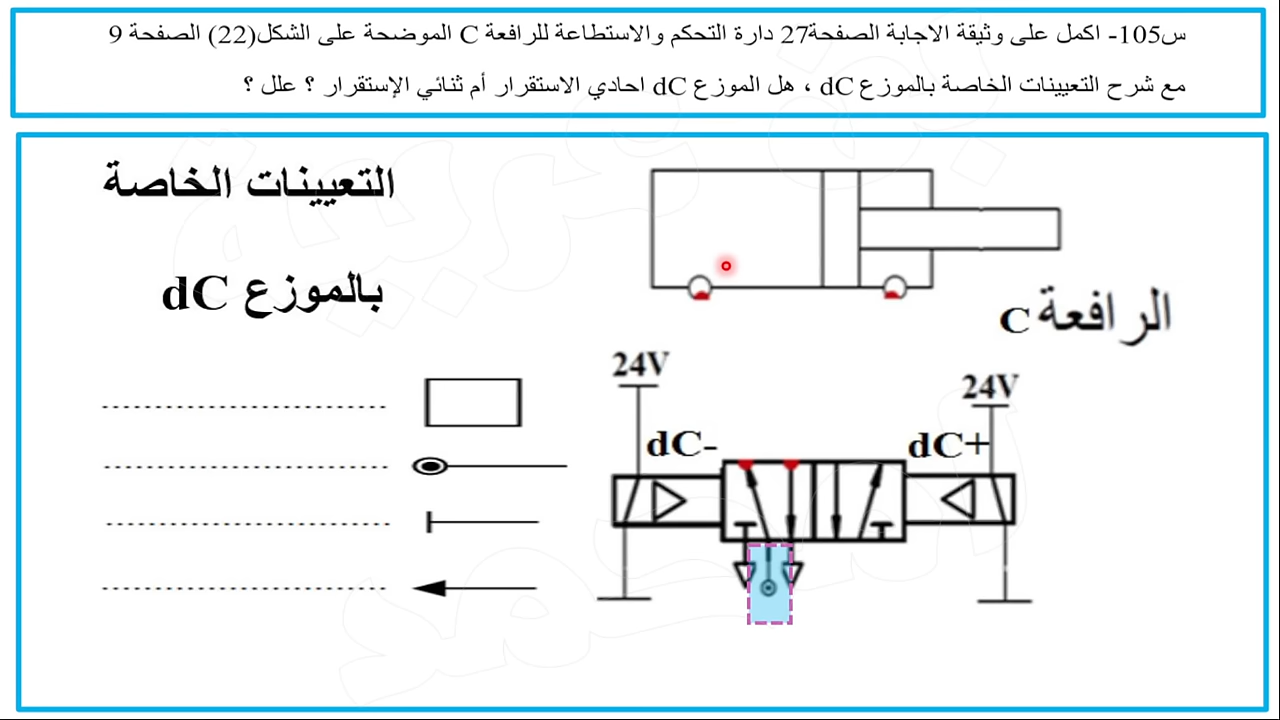 س105- اكمل على وثيقة الاجابة الصفحة27 دارة التحكم والاستطاعة للرافعة C الموضحة على الشكل(22) الصفحة 9
مع شرح التعيينات الخاصة بالموزع dC ، هل الموزع dC احادي الاستقرار أم ثنائي الإستقرار ؟ علل ؟
التعيينات الخاصة
بالموزع dC
الرافعة C
24V
24V
dC-
dC+